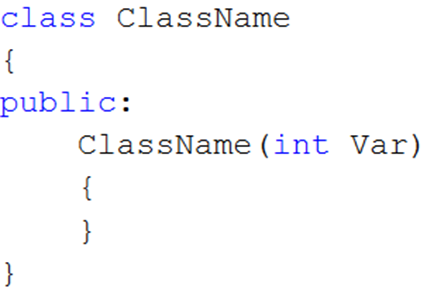 class ClassName
{
public:
    ClassName(int Var)
    {
    }
}